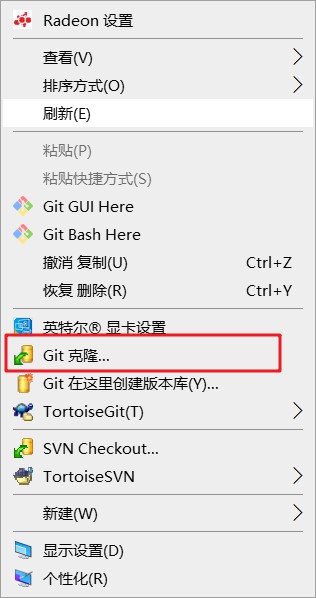 Radeon 设置
查看(V)
排序方式(O)
刷新(E)
粘贴(P)
粘贴快捷方式(S)
Git GUI Here
Git Bash Here
撤消 复制(U) Ctrl+Z
恢复 删除(R) Ctrl+Y
英特尔® 显卡设置
Git 克隆...
Git 在这里创建版本库(Y)...
TortoiseGit(T)
SVN Checkout...
TortoiseSVN
新建(W)
显示设置(D)
个性化(R)